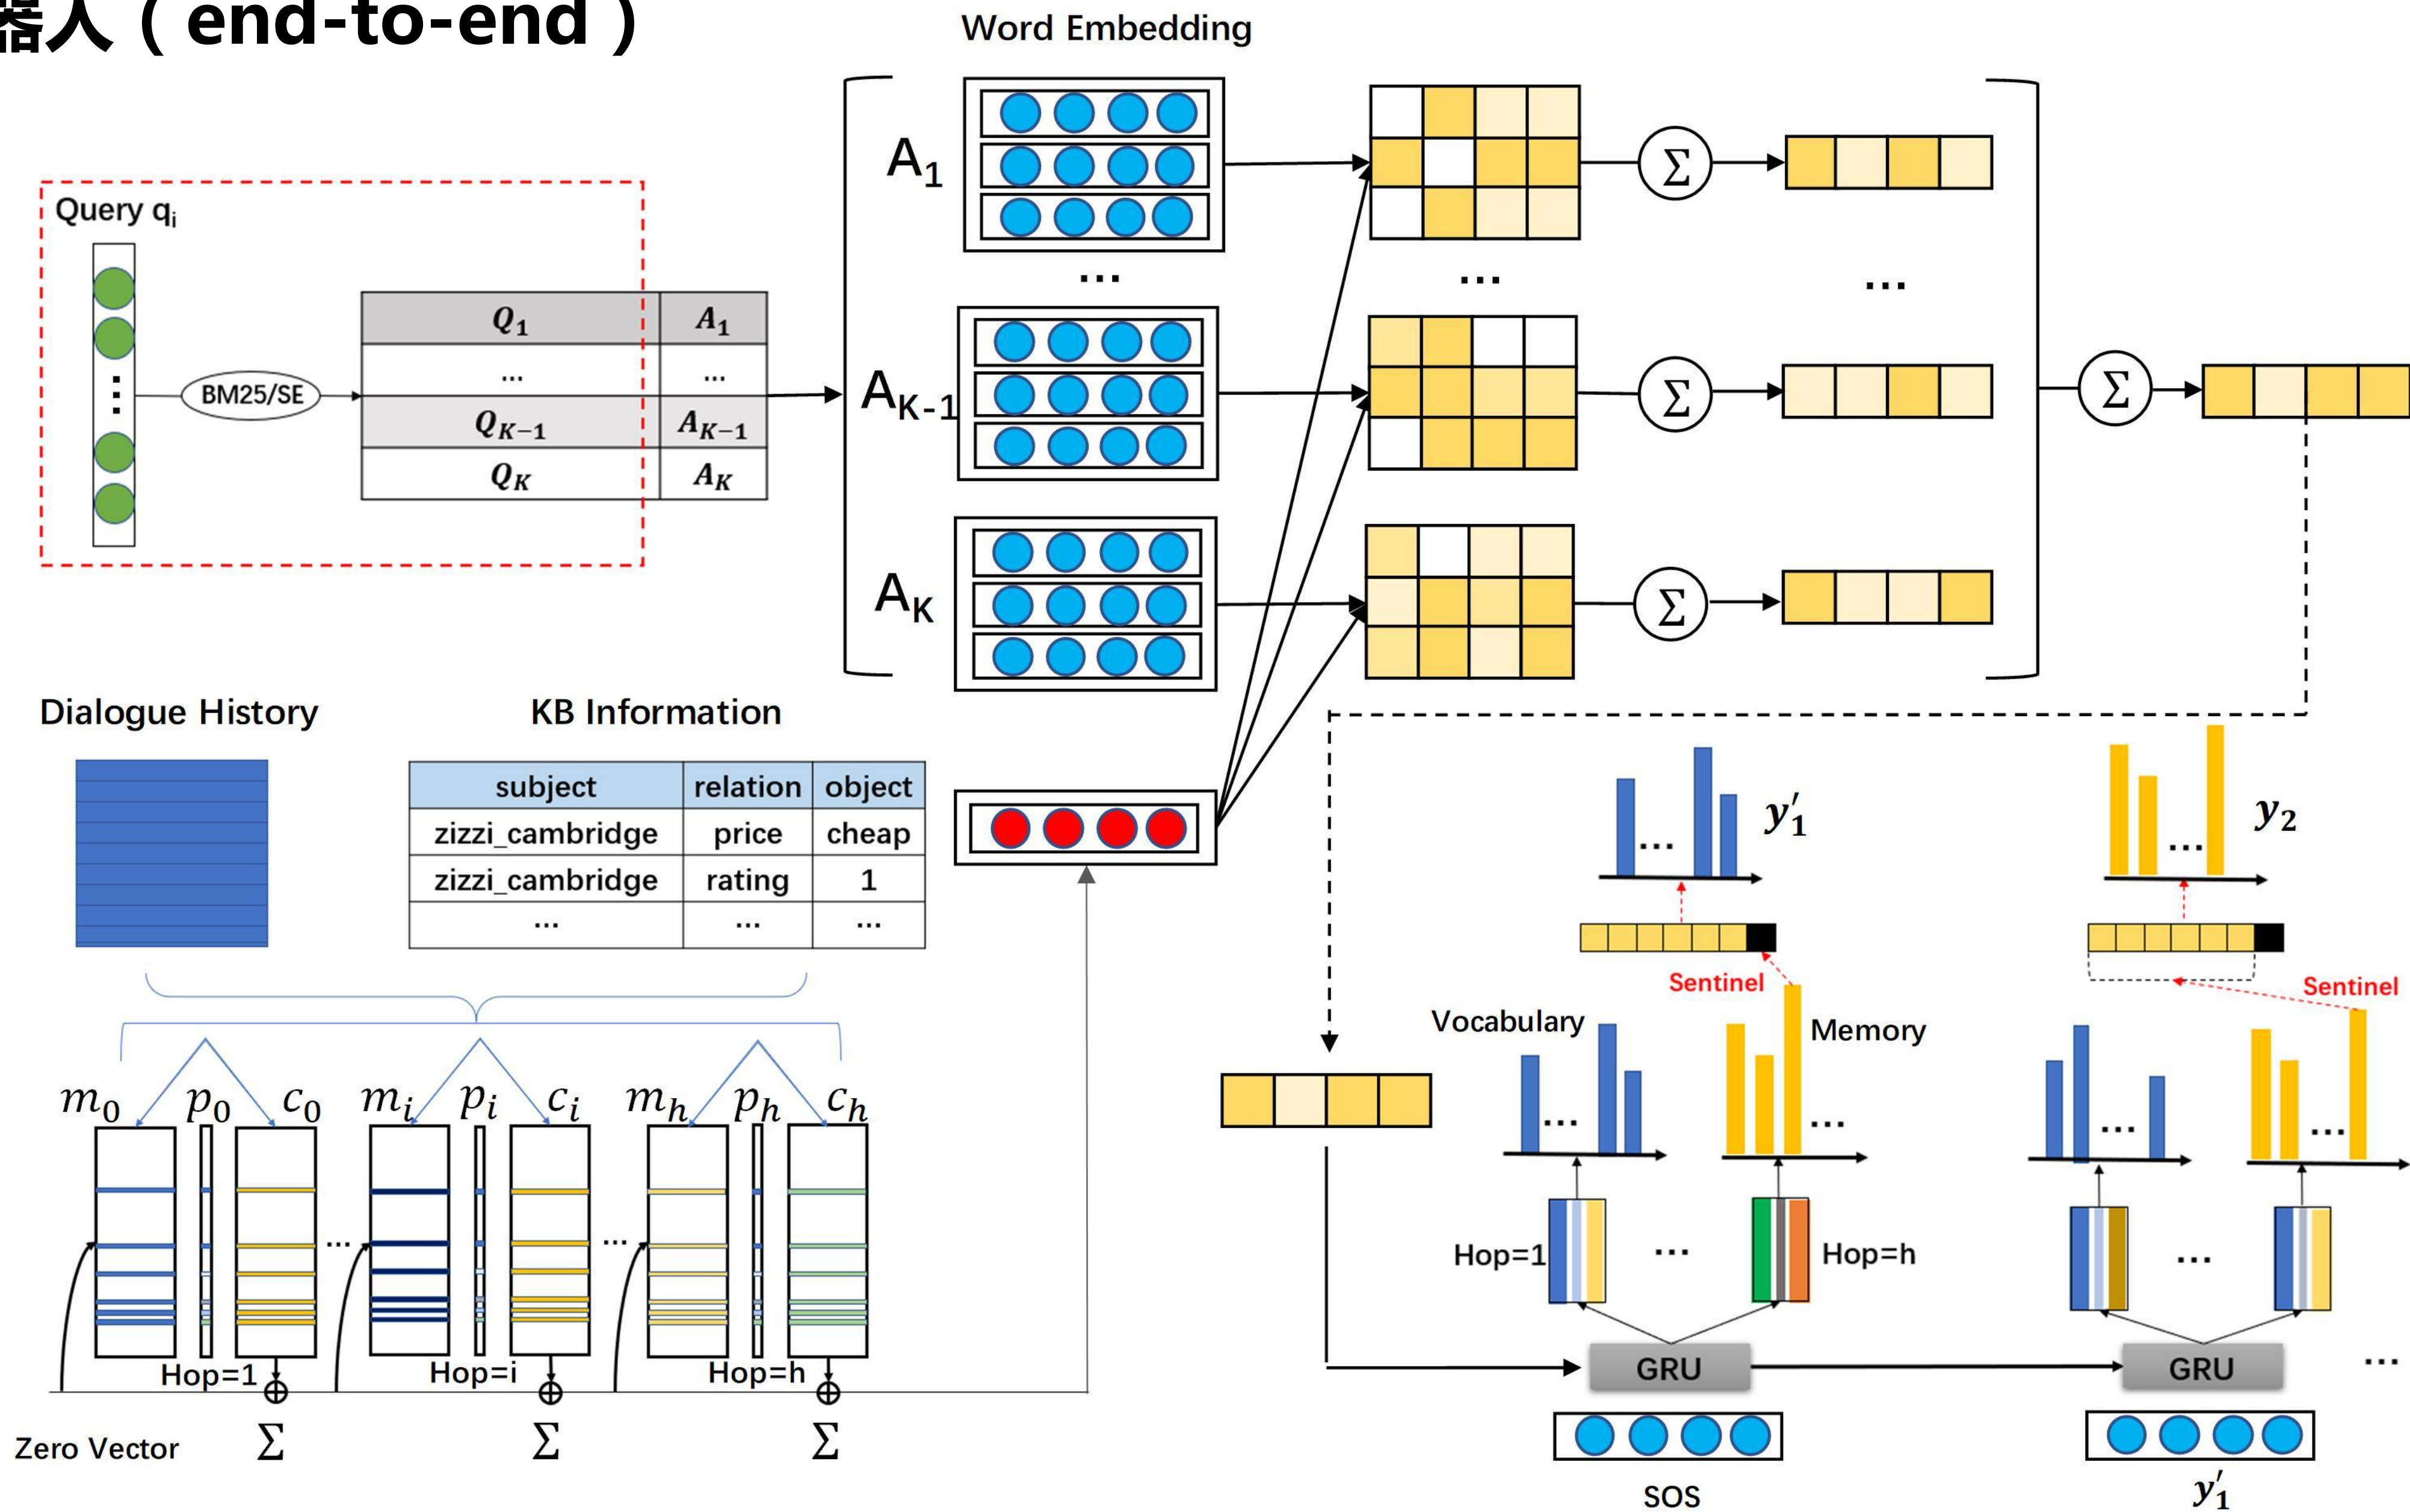 器人（end-to-end）
Word Embedding
Query qi
BM25/SE
Q1 A1
... ...
QK−1 AK−1
QK AK
A1
...
...
...
AK-1
AK
Σ
Σ
Σ
Σ
Dialogue History
KB Information
subject relation object
zizzi_cambridge price cheap
zizzi_cambridge rating 1
... ... ...
m0 p0 c0 mi pi ci mh ph ch
... ...
Hop=1 Hop=i Hop=h
Zero Vector
Σ Σ Σ
y′1
...
y2
...
Sentinel
Sentinel
Vocabulary
Memory
... ...
... ...
Hop=1 ... Hop=h
...
GRU
GRU
...
SOS
y′1